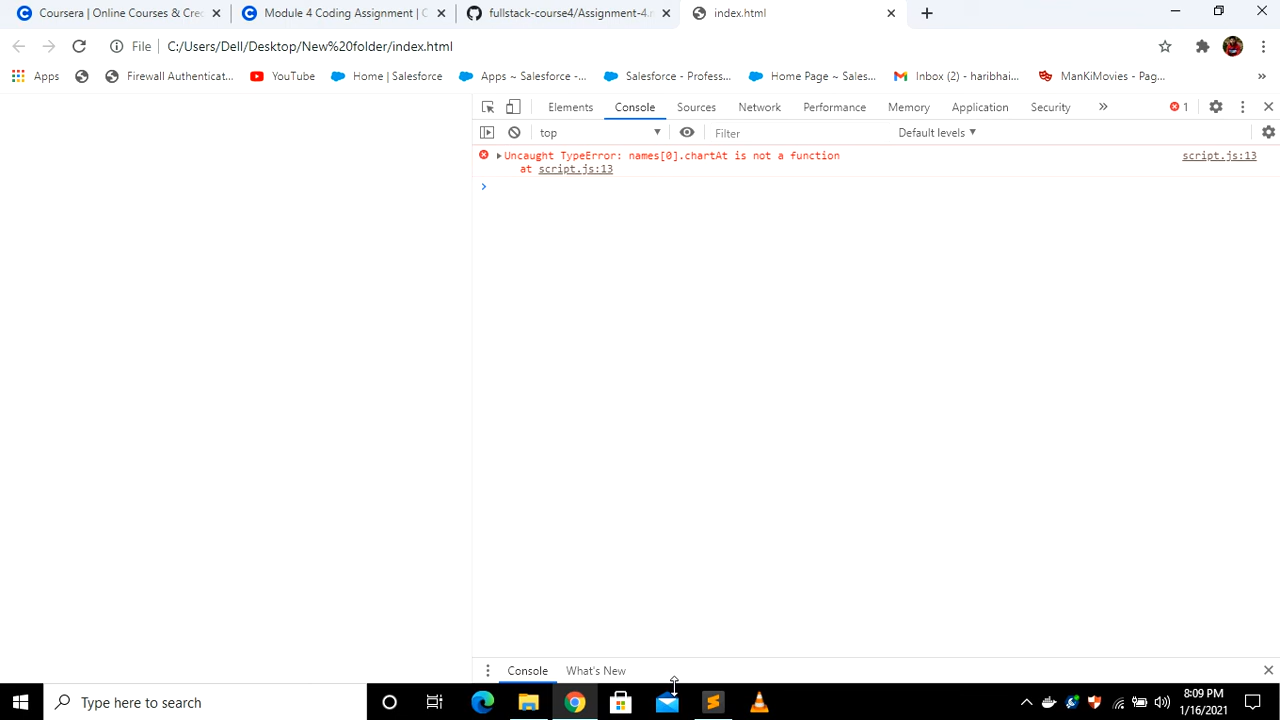 Coursera | Online Courses & Crec
Module 4 Coding Assignment | C
fullstack-course4/Assignment-4.n
index.html
File
C:/Users/Dell/Desktop/New%20folder/index.html
Apps
Firewall Authenticat...
YouTube
Home | Salesforce
Apps ~ Salesforce -...
Salesforce - Profess...
Home Page ~ Sales...
Inbox (2) - haribhai...
ManKiMovies - Pag...
»
Elements
Console
Sources
Network
Performance
Memory
Application
Security
»
1
top
Filter
Default levels
Uncaught TypeError: names[0].chartAt is not a function
script.js:13
at script.js:13
Console
What's New
Type here to search
8:09 PM
1/16/2021